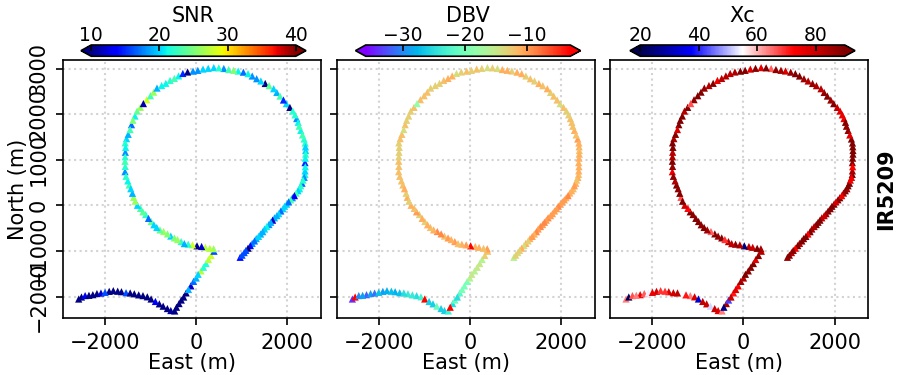 SNR DBV Xc
10 20 30 40 −30 −20 −10 20 40 60 80
3000
2000
1000
0
−1000
−2000
North (m)
IR5209
−2000 0 2000 −2000 0 2000 −2000 0 2000
East (m) East (m) East (m)